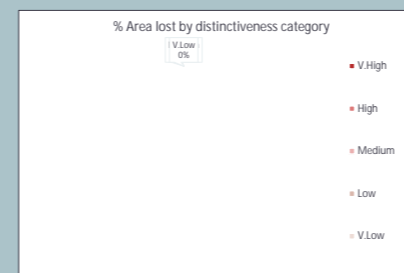 % Area lost by distinctiveness category
V.Low
0%
V.High
High
Medium
Low
V.Low